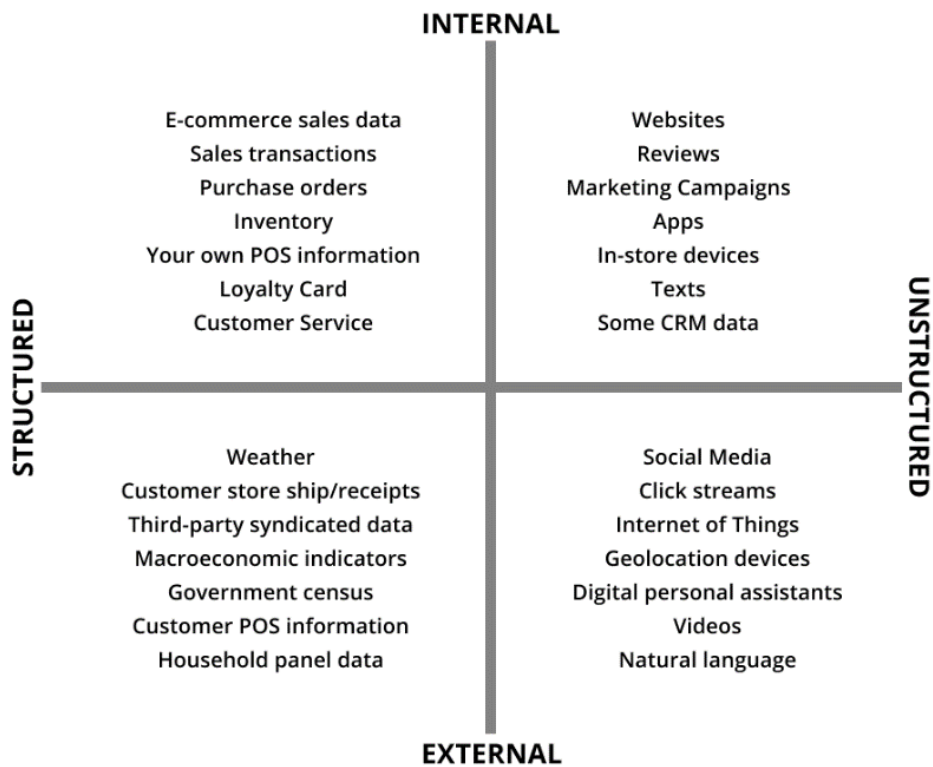 INTERNAL
E-commerce sales data
Sales transactions
Purchase orders
Inventory
Your own POS information
Loyalty Card
Customer Service
Websites
Reviews
Marketing Campaigns
Apps
In-store devices
Texts
Some CRM data
STRUCTURED
UNSTRUCTURED
Weather
Customer store ship/receipts
Third-party syndicated data
Macroeconomic indicators
Government census
Customer POS information
Household panel data
Social Media
Click streams
Internet of Things
Geolocation devices
Digital personal assistants
Videos
Natural language
EXTERNAL